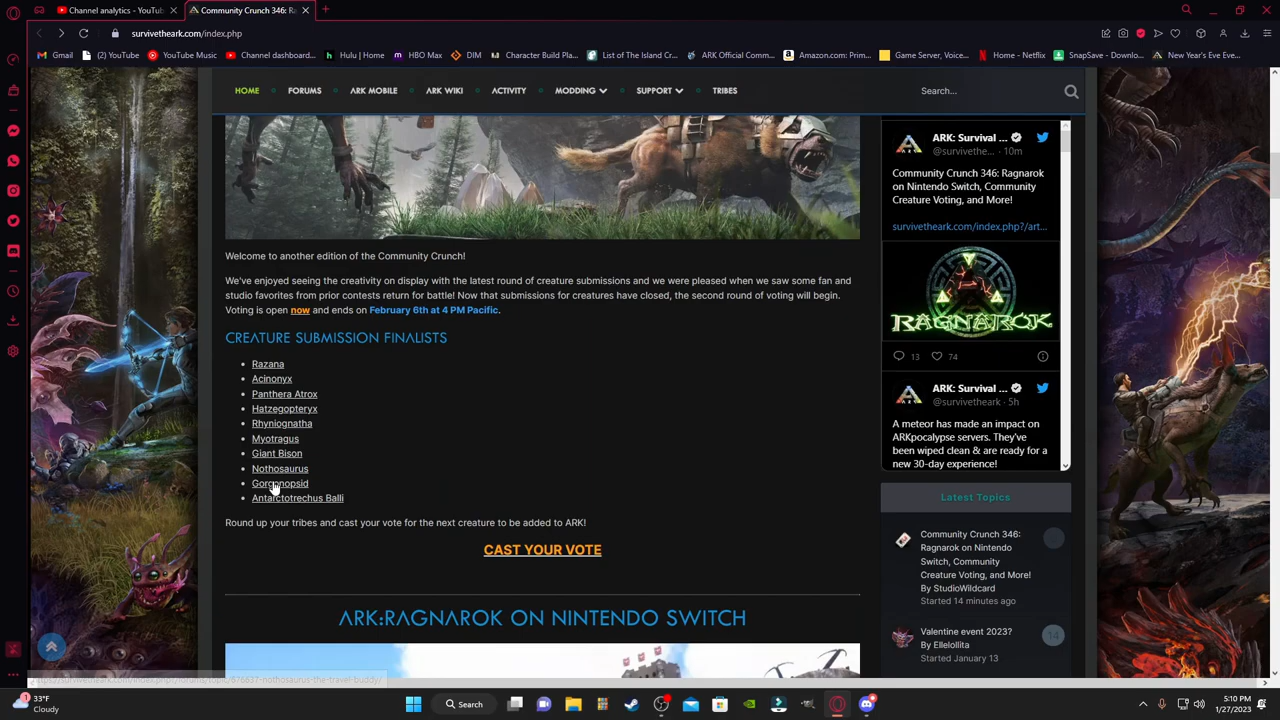 Channel analytics - YouTub
Community Crunch 346: Ra
survivetheark.com/index.php
Gmail
(2) YouTube
YouTube Music
Channel dashboard...
Hulu | Home
HBO Max
DIM
Character Build Pla...
List of The Island Cr...
ARK Official Comm...
Amazon.com: Prim...
Game Server, Voice...
Home - Netflix
SnapSave - Downlo...
New Year's Eve Tim...
HOME
FORUMS
ARK MOBILE
ARK WIKI
ACTIVITY
MODDING
SUPPORT
TRIBES
Search...
Welcome to another edition of the Community Crunch!
We've enjoyed seeing the creativity on display with the latest round of creature submissions and we were pleased when we saw some fan and
studio favorites from prior contests return for battle! Now that submissions for creatures have closed, the second round of voting will begin.
Voting is open now and ends on February 6th at 4 PM Pacific.
CREATURE SUBMISSION FINALISTS
Razana
Acinonyx
Panthera Atrox
Hatzegopteryx
Rhyniognatha
Myotragus
Giant Bison
Nothosaurus
Gorgonopsid
Antarctotrechus Balli
Round up your tribes and cast your vote for the next creature to be added to ARK!
CAST YOUR VOTE
ARK:RAGNAROK ON NINTENDO SWITCH
ARK: Survival ...
@survivethe... · 10m
Community Crunch 346: Ragnarok
on Nintendo Switch, Community
Creature Voting, and More!
survivetheark.com/index.php?/art...
RAGNAROK
13
74
ARK: Survival ...
@survivetheark · 5h
A meteor has made an impact on
ARKpocalypse servers. They've
been wiped clean & are ready for a
new 30-day experience!
Latest Topics
Community Crunch 346:
Ragnarok on Nintendo
Switch, Community
Creature Voting, and More!
By StudioWildcard
Started 14 minutes ago
Valentine event 2023?
By Ellelollita
Started January 13
14
33°F
Cloudy
Search
5:10 PM
1/27/2023